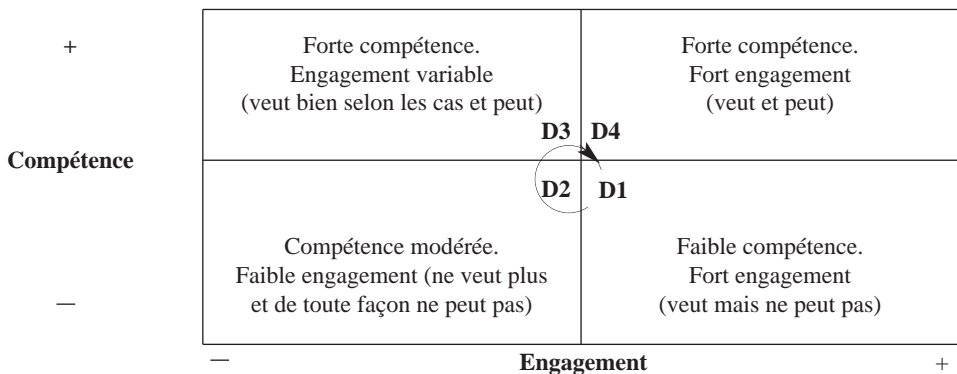 +
Forte compétence.
Engagement variable
(veut bien selon les cas et peut)
Forte compétence.
Fort engagement
(veut et peut)
D3 D4
Compétence
D2 D1
Compétence modérée.
Faible engagement (ne veut plus
et de toute façon ne peut pas)
Faible compétence.
Fort engagement
(veut mais ne peut pas)
—
— Engagement +